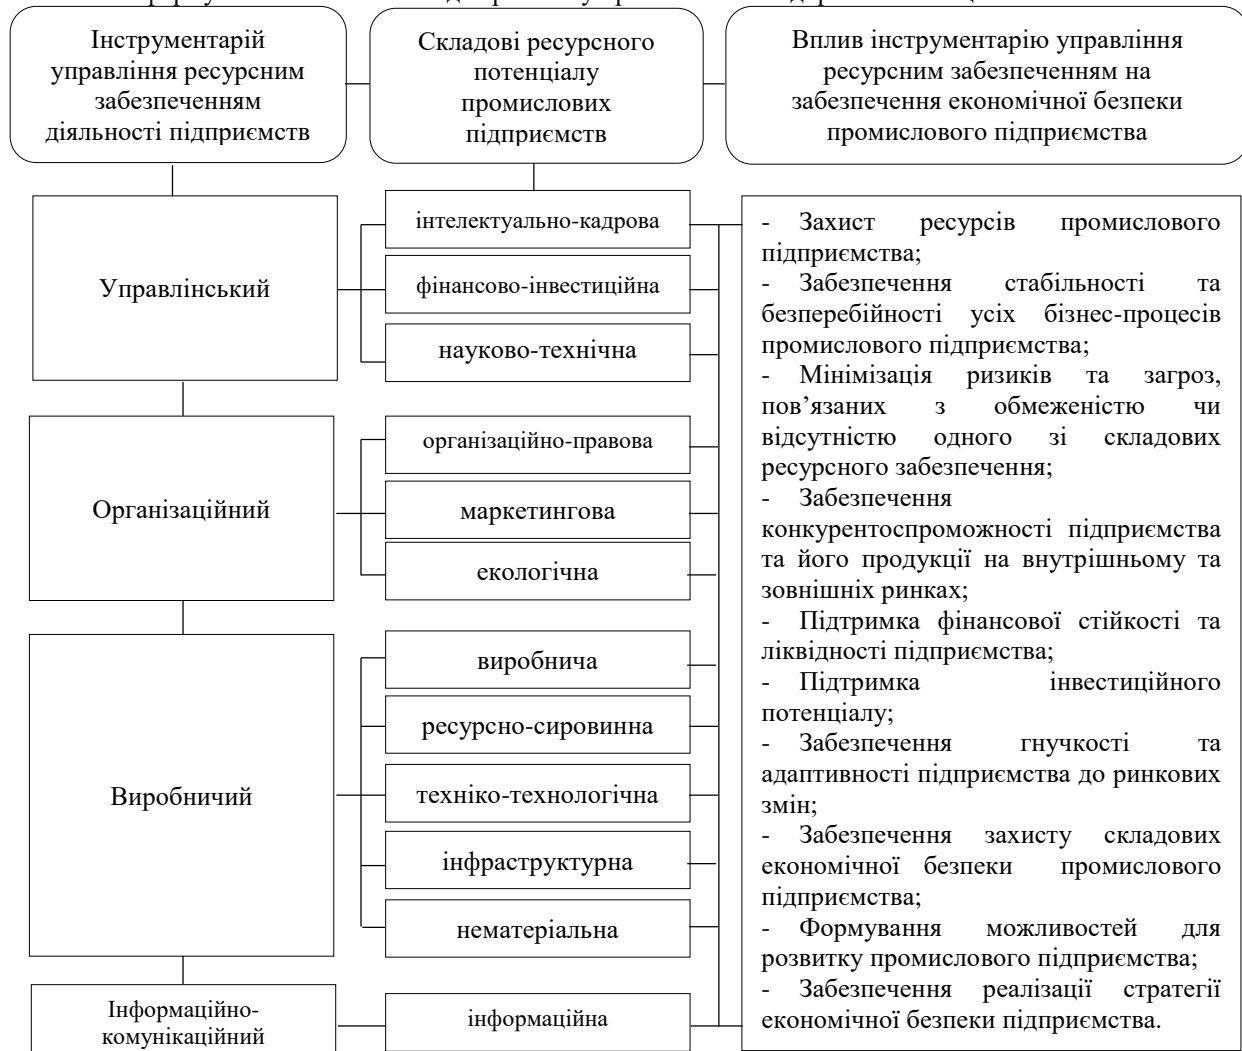 Інструментарій
управління ресурсним
забезпеченням
діяльності підприємств
Складові ресурсного
потенціалу
промислових
підприємств
Вплив інструментарію управління
ресурсним забезпеченням на
забезпечення економічної безпеки
промислового підприємства
Управлінський
інтелектуально-кадрова
фінансово-інвестиційна
науково-технічна
Організаційний
організаційно-правова
маркетингова
екологічна
Виробничий
виробнича
ресурсно-сировинна
техніко-технологічна
інфраструктурна
нематеріальна
Інформаційно-
комунікаційний
інформаційна
- Захист ресурсів промислового
підприємства;
- Забезпечення стабільності та
безперебійності усіх бізнес-процесів
промислового підприємства;
- Мінімізація ризиків та загроз,
пов’язаних з обмеженістю чи
відсутністю одного зі складових
ресурсного забезпечення;
- Забезпечення
конкурентоспроможності підприємства
та його продукції на внутрішньому та
зовнішніх ринках;
- Підтримка фінансової стійкості та
ліквідності підприємства;
- Підтримка інвестиційного
потенціалу;
- Забезпечення гнучкості та
адаптивності підприємства до ринкових
змін;
- Забезпечення захисту складових
економічної безпеки промислового
підприємства;
- Формування можливостей для
розвитку промислового підприємства;
- Забезпечення реалізації стратегії
економічної безпеки підприємства.